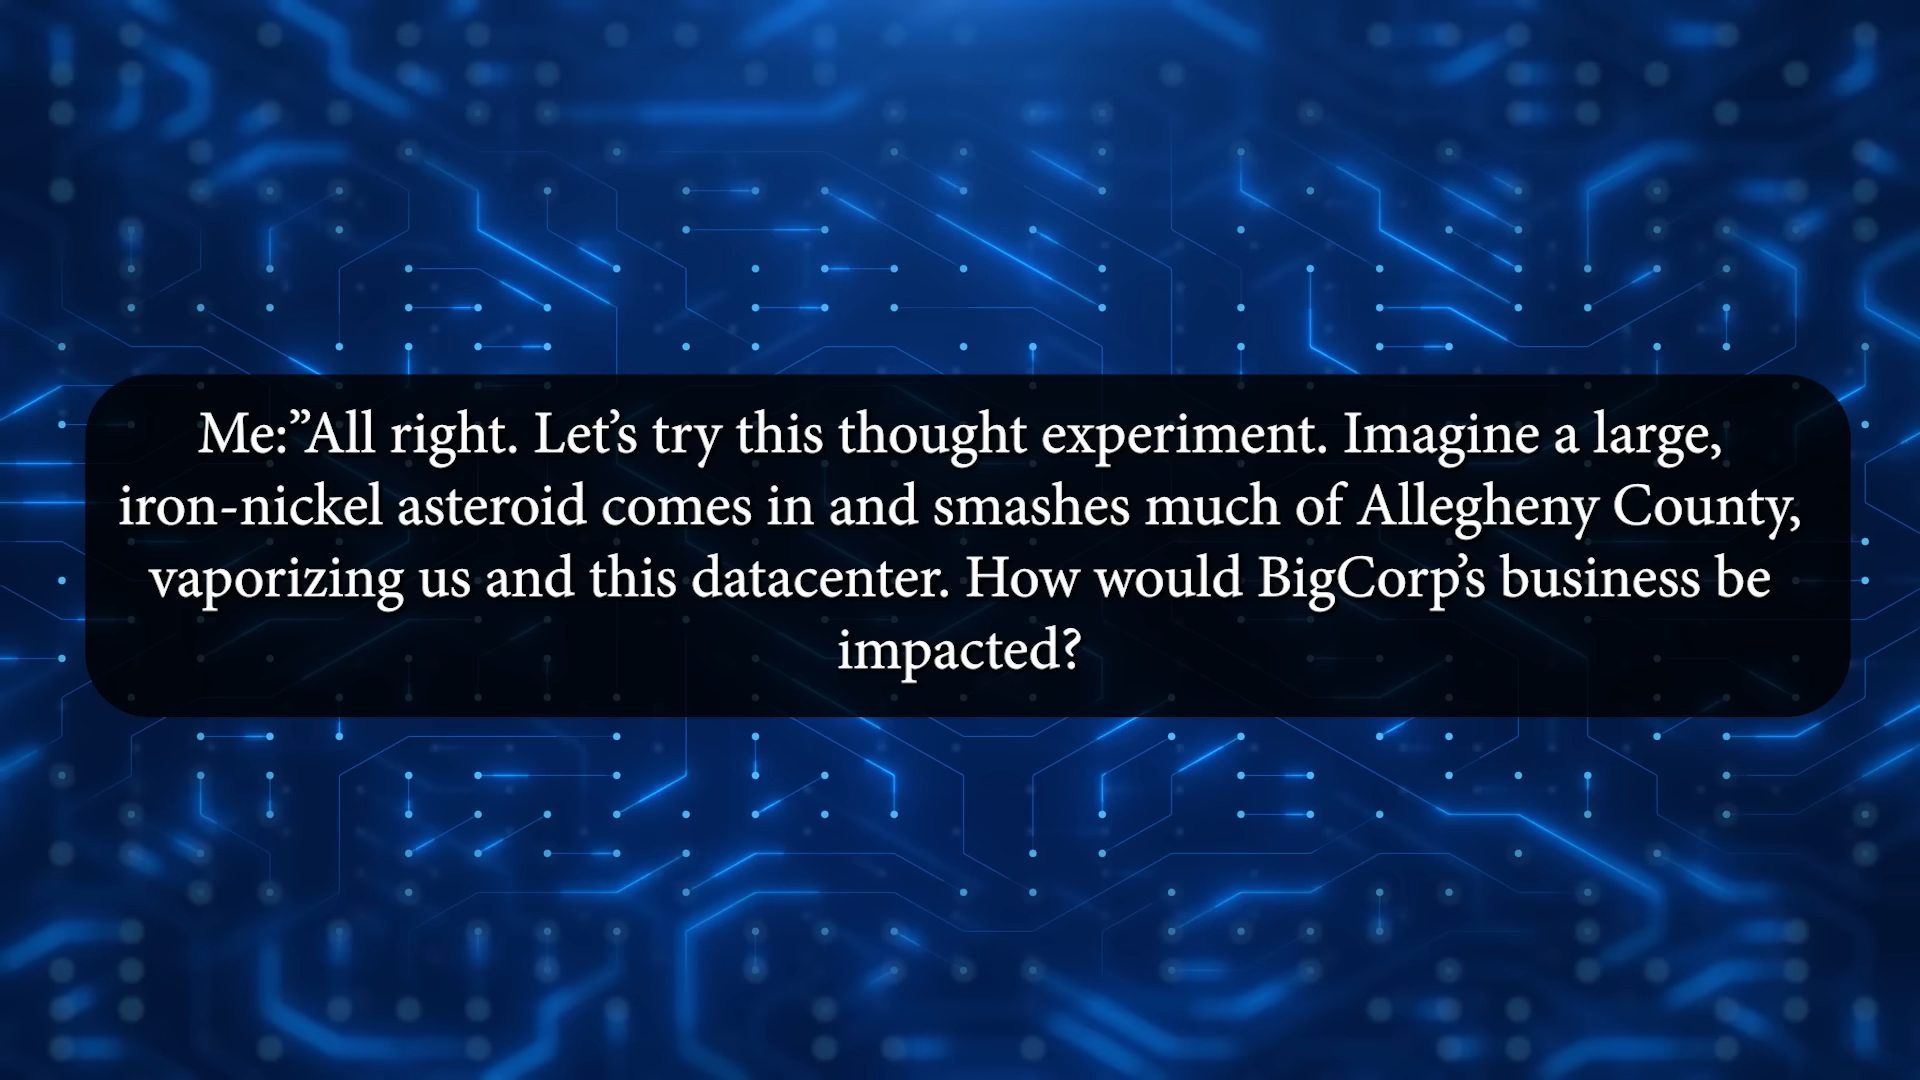 Me:”All right. Let’s try this thought experiment. Imagine a large,
iron-nickel asteroid comes in and smashes much of Allegheny County,
vaporizing us and this datacenter. How would BigCorp’s business be
impacted?